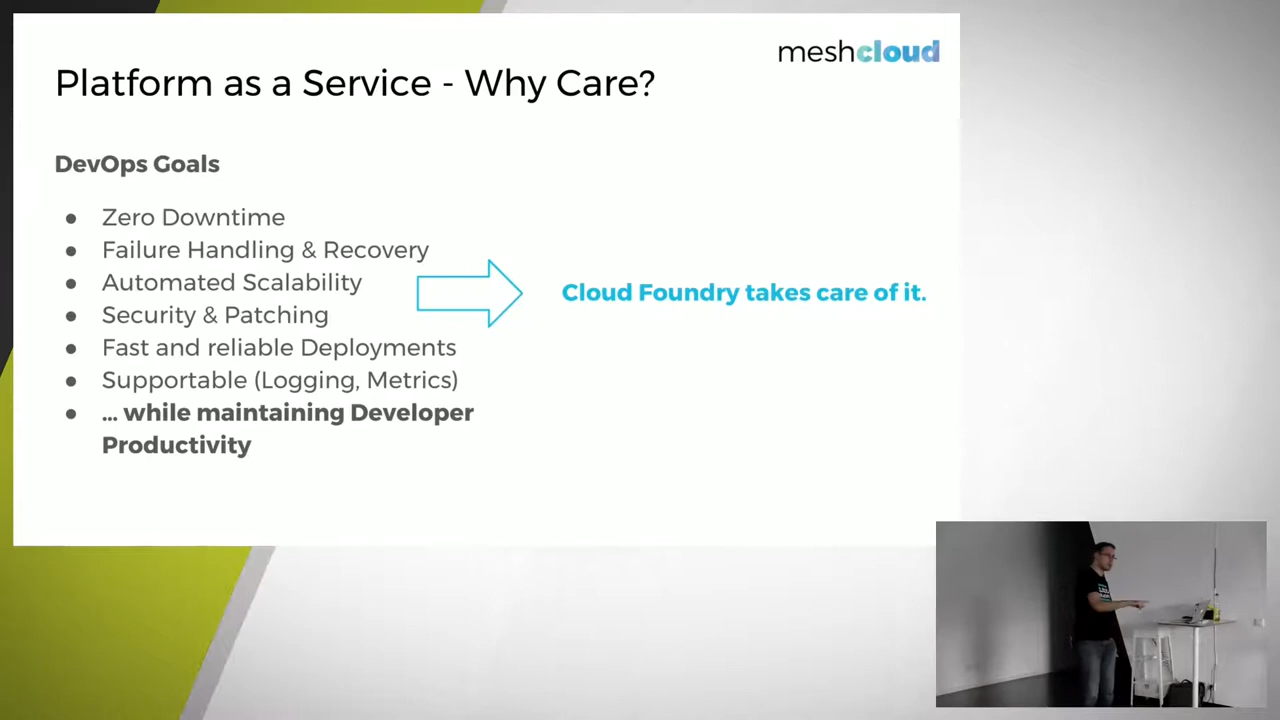 meshcloud
Platform as a Service - Why Care?
DevOps Goals
● Zero Downtime
● Failure Handling & Recovery
● Automated Scalability
● Security & Patching
● Fast and reliable Deployments
● Supportable (Logging, Metrics)
● ... while maintaining Developer
Productivity
Cloud Foundry takes care of it.